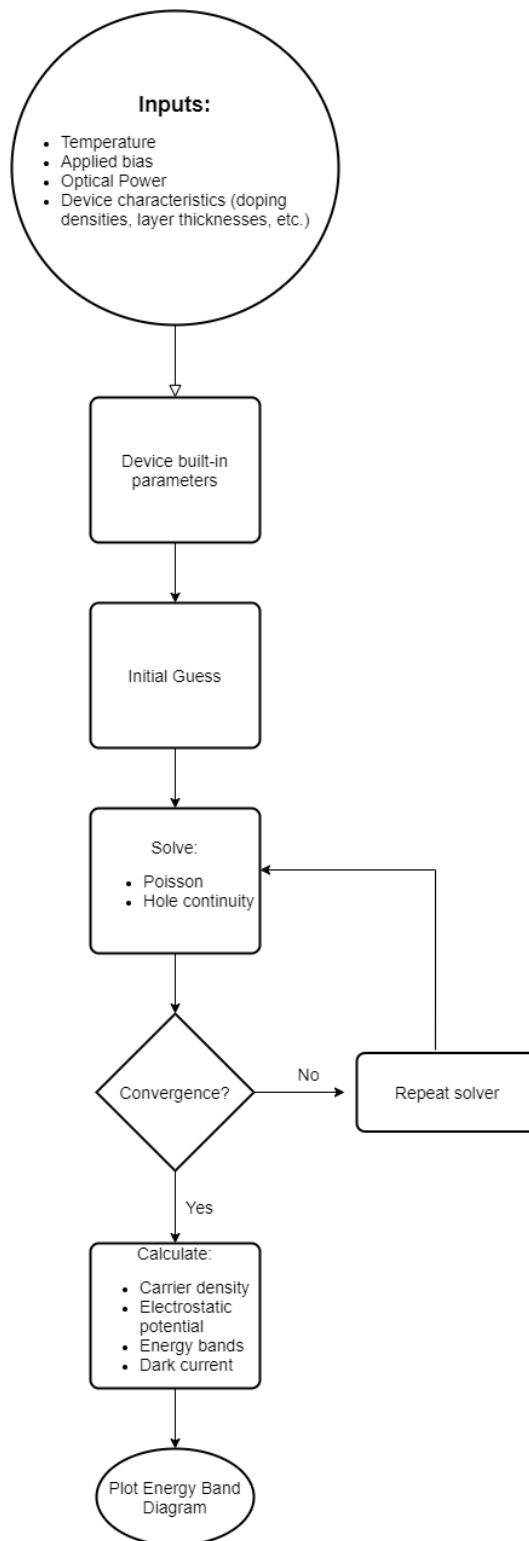 Inputs:
• Temperature
• Applied bias
• Optical Power
• Device characteristics (doping
densities, layer thicknesses, etc.)
Device built-in
parameters
Initial Guess
Solve:
• Poisson
• Hole continuity
Convergence?
No
Repeat solver
Yes
Calculate:
• Carrier density
• Electrostatic
potential
• Energy bands
• Dark current
Plot Energy Band
Diagram